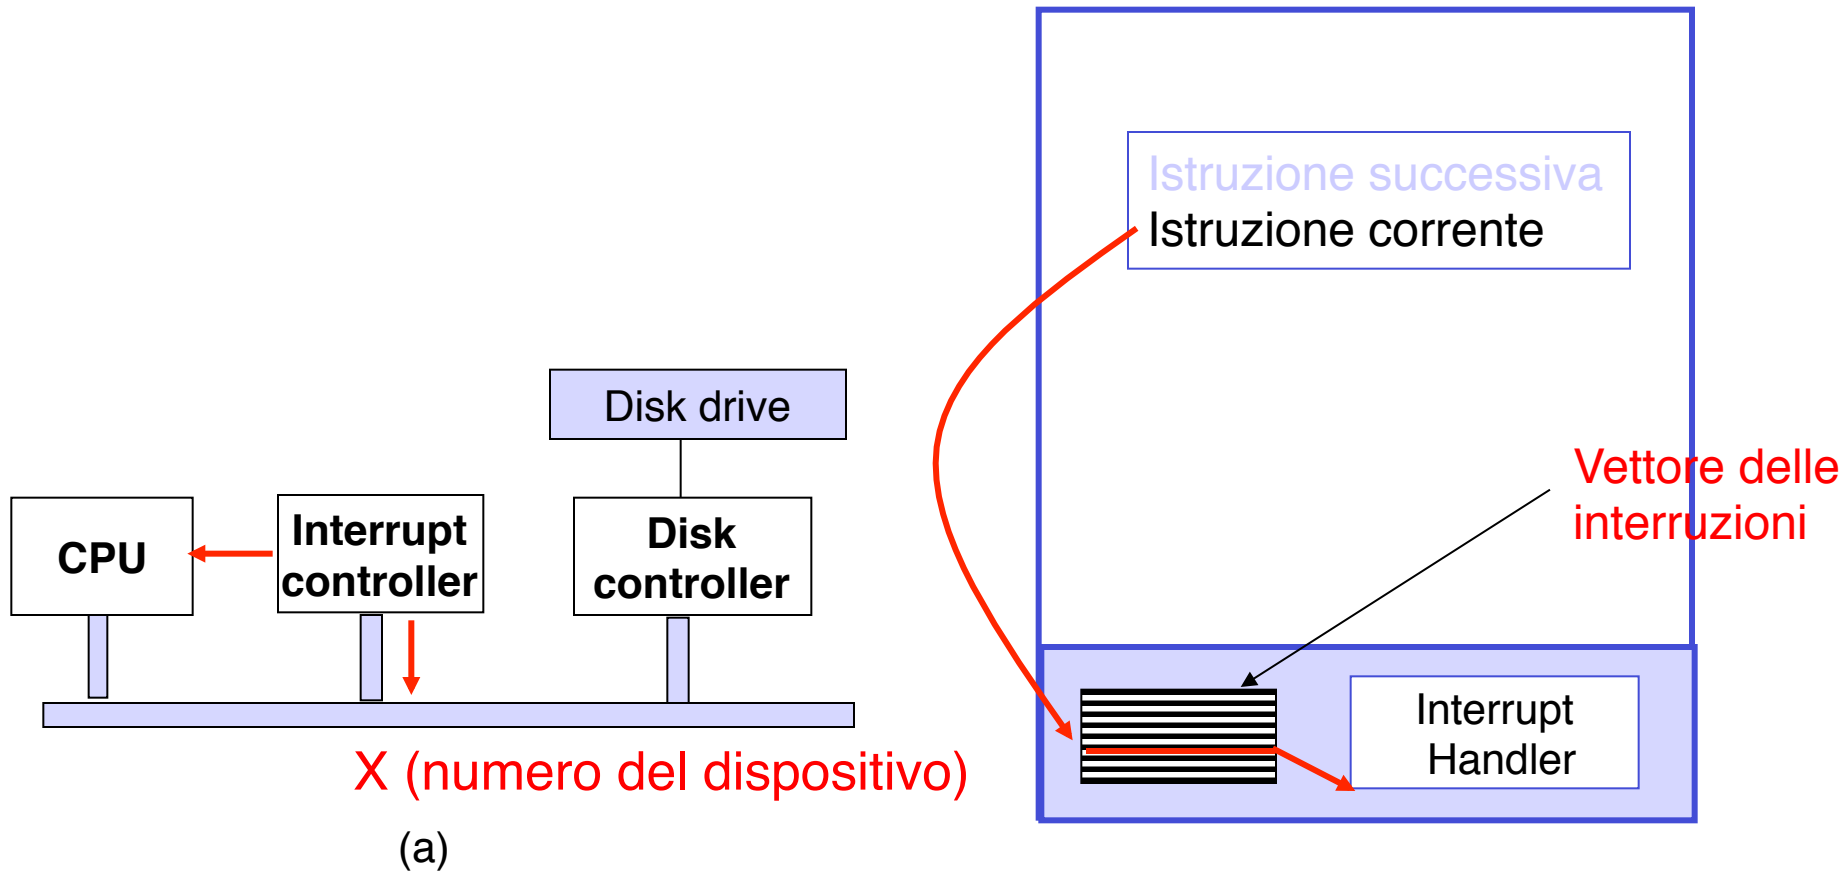 Istruzione successiva
Istruzione corrente
Disk drive
CPU
Interrupt
controller
Disk
controller
X (numero del dispositivo)
(a)
Vettore delle
interruzioni
Interrupt
Handler